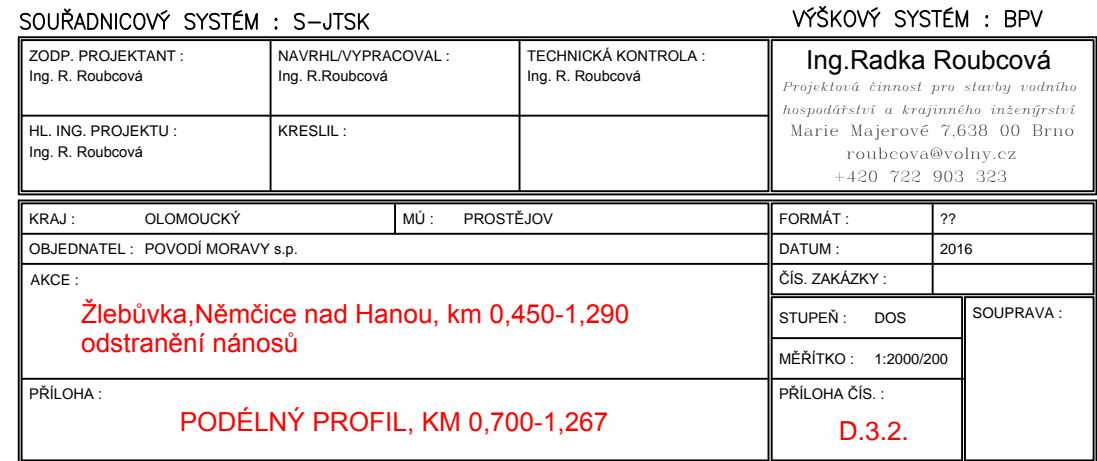 SOUŘADNICOVÝ SYSTÉM : S-JTSK
VÝŠKOVÝ SYSTÉM : BPV
ZODP. PROJEKTANT :
Ing. R. Roubcová
NAVRHL/VYPRACOVAL :
Ing. R.Roubcová
TECHNICKÁ KONTROLA :
Ing. R. Roubcová
HL. ING. PROJEKTU :
Ing. R. Roubcová
KRESLIL :
Ing.Radka Roubcová
Projektová činnost pro stavby vodního
hospodářství a krajinného inženýrství
Marie Majerové 7,638 00 Brno
roubcova@volny.cz
+420 722 903 323
KRAJ : OLOMOUCKÝ
MÚ : PROSTĚJOV
OBJEDNATEL : POVODÍ MORAVY s.p.
AKCE :
Žlebůvka,Němčice nad Hanou, km 0,450-1,290
odstranění nánosů
PŘÍLOHA :
PODÉLNÝ PROFIL, KM 0,700-1,267
FORMÁT : ??
DATUM : 2016
ČÍS. ZAKÁZKY :
STUPEŇ : DOS
SOUPRAVA :
MĚŘÍTKO : 1:2000/200
PŘÍLOHA ČÍS. :
D.3.2.